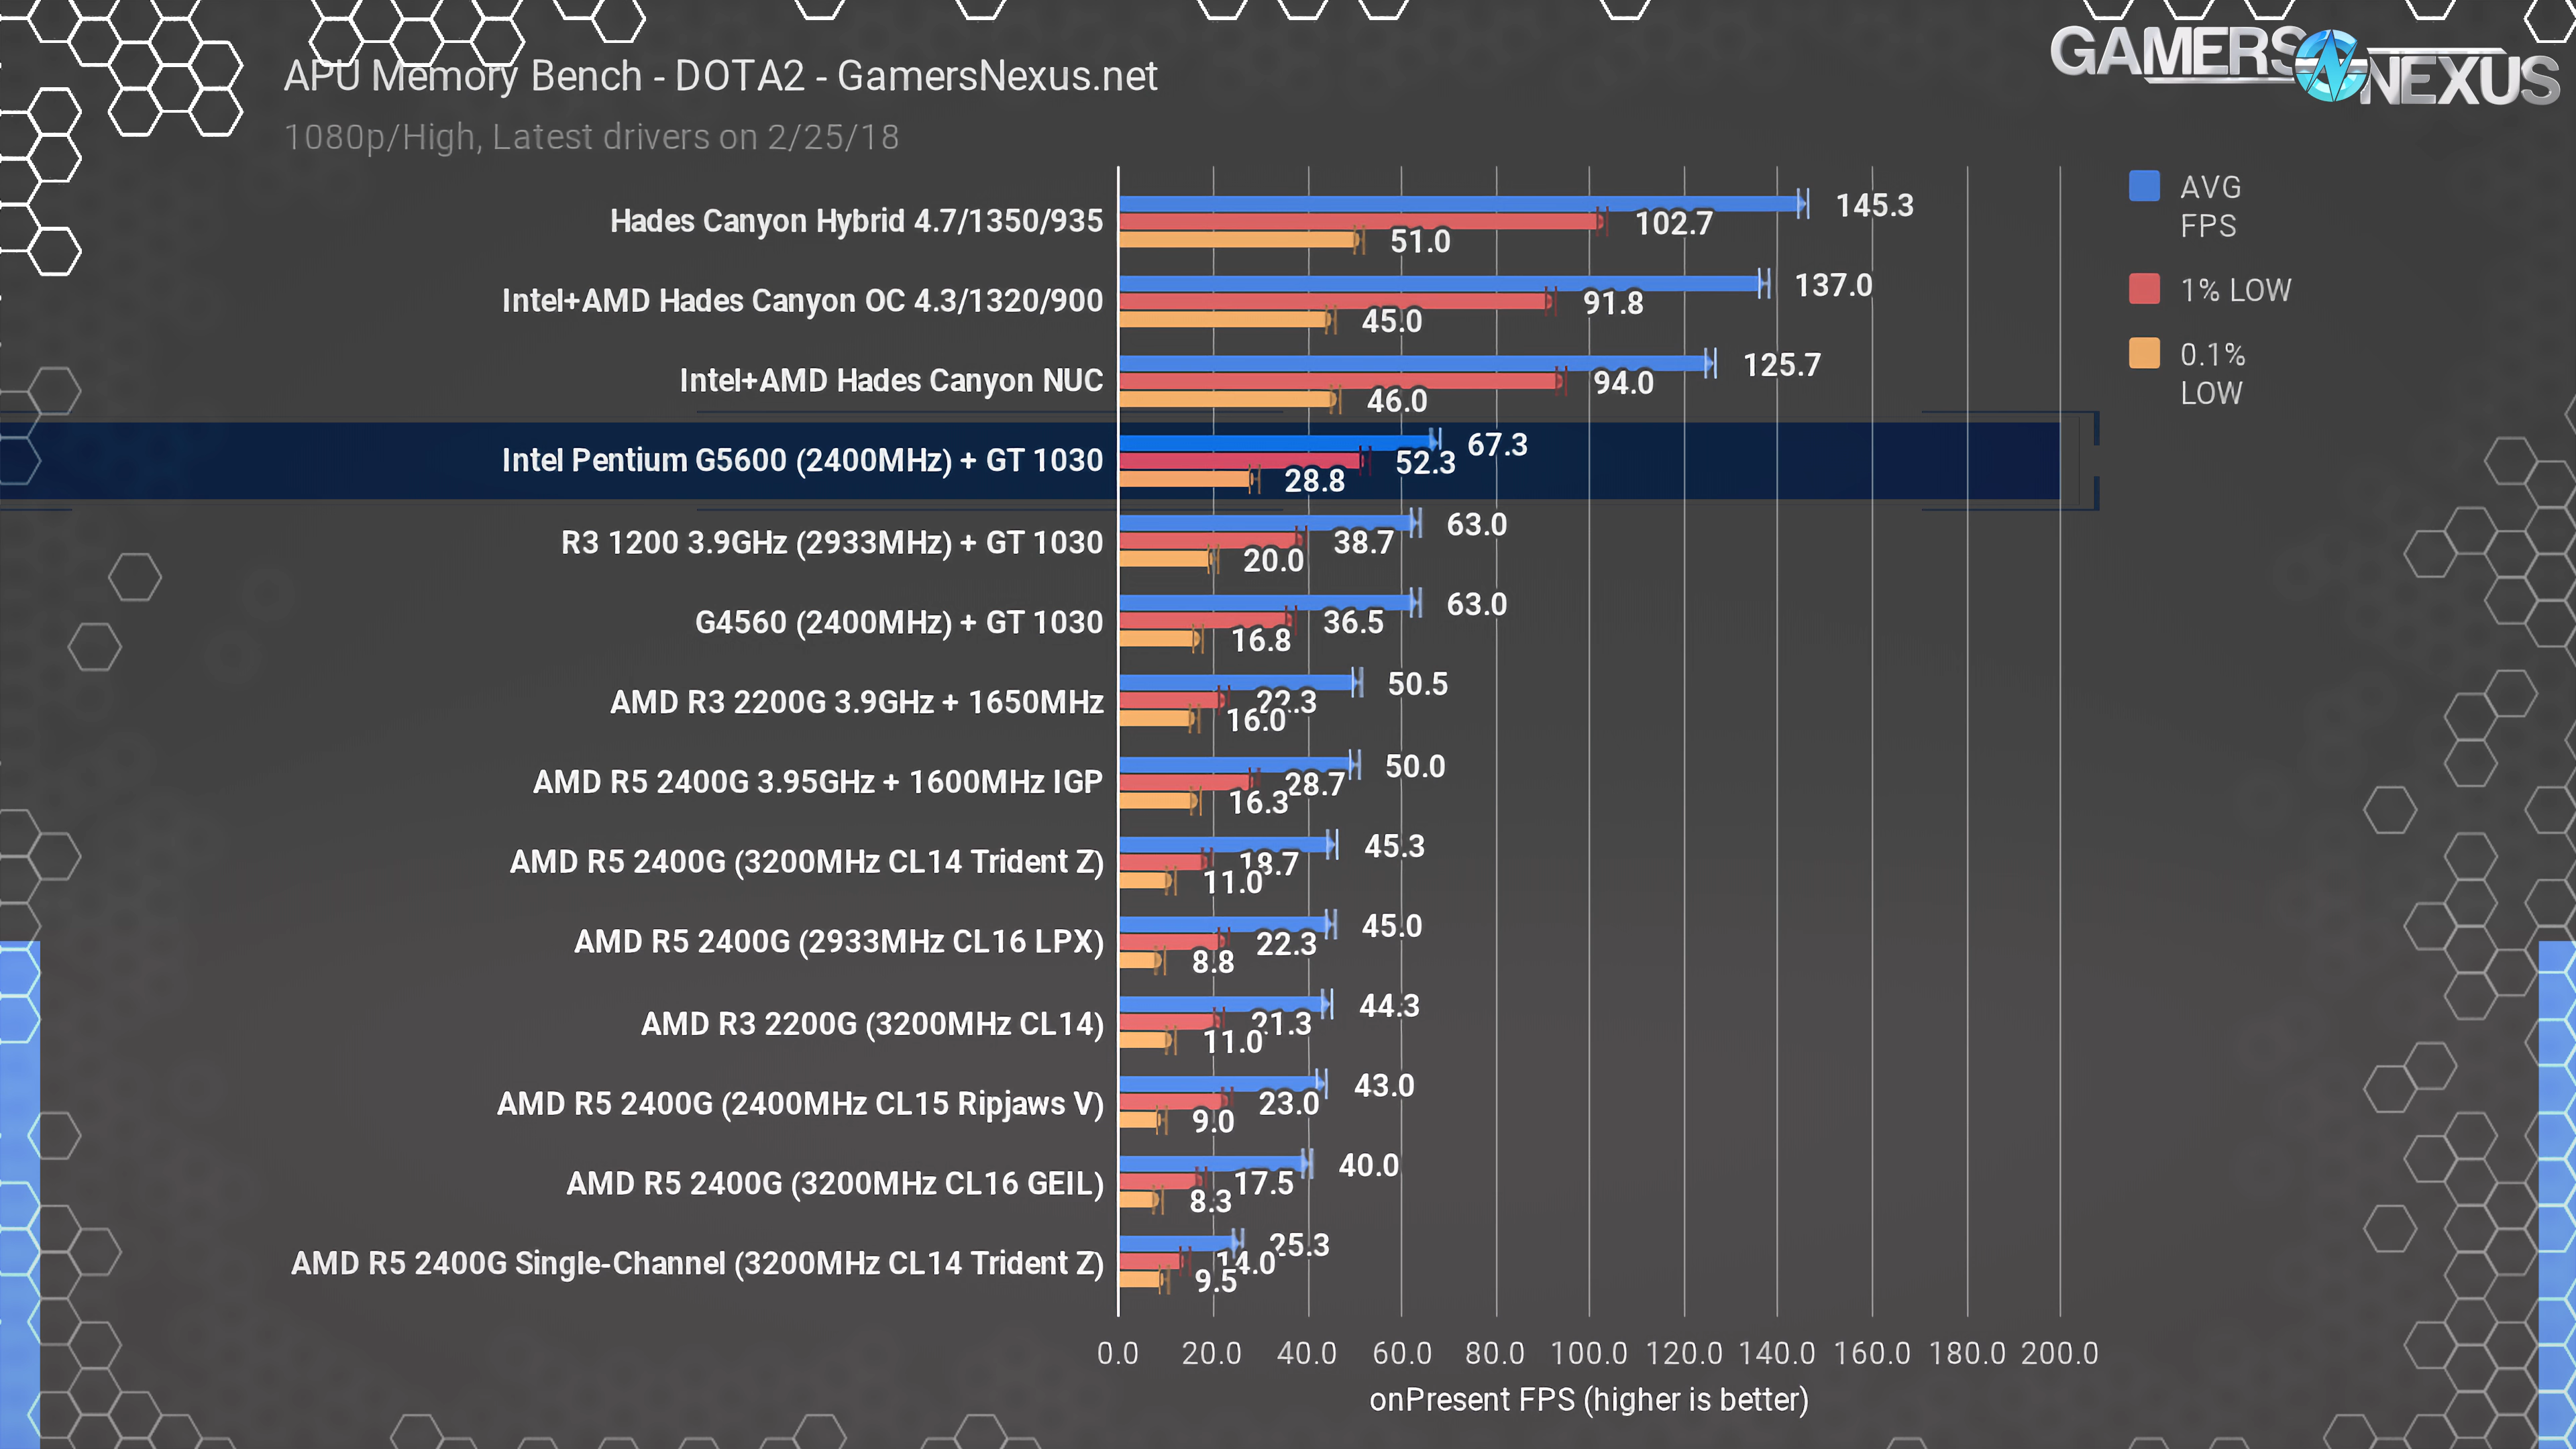 APU Memory Bench - DOTA2 - GamersNexus.net
GAMERS NEXUS
1080p/High, Latest drivers on 2/25/18
AVG
FPS
1% LOW
0.1%
LOW
Hades Canyon Hybrid 4.7/1350/935
145.3
102.7
51.0
Intel+AMD Hades Canyon OC 4.3/1320/900
137.0
91.8
45.0
Intel+AMD Hades Canyon NUC
125.7
94.0
46.0
Intel Pentium G5600 (2400MHz) + GT 1030
67.3
52.3
28.8
R3 1200 3.9GHz (2933MHz) + GT 1030
63.0
38.7
20.0
G4560 (2400MHz) + GT 1030
63.0
36.5
16.8
AMD R3 2200G 3.9GHz + 1650MHz
50.5
22.3
16.0
AMD R5 2400G 3.95GHz + 1600MHz IGP
50.0
28.7
16.3
AMD R5 2400G (3200MHz CL14 Trident Z)
45.3
18.7
11.0
AMD R5 2400G (2933MHz CL16 LPX)
45.0
22.3
8.8
AMD R3 2200G (3200MHz CL14)
44.3
21.3
11.0
AMD R5 2400G (2400MHz CL15 Ripjaws V)
43.0
23.0
9.0
AMD R5 2400G (3200MHz CL16 GEIL)
40.0
17.5
8.3
AMD R5 2400G Single-Channel (3200MHz CL14 Trident Z)
25.3
14.0
9.5
0.0 20.0 40.0 60.0 80.0 100.0 120.0 140.0 160.0 180.0 200.0
onPresent FPS (higher is better)